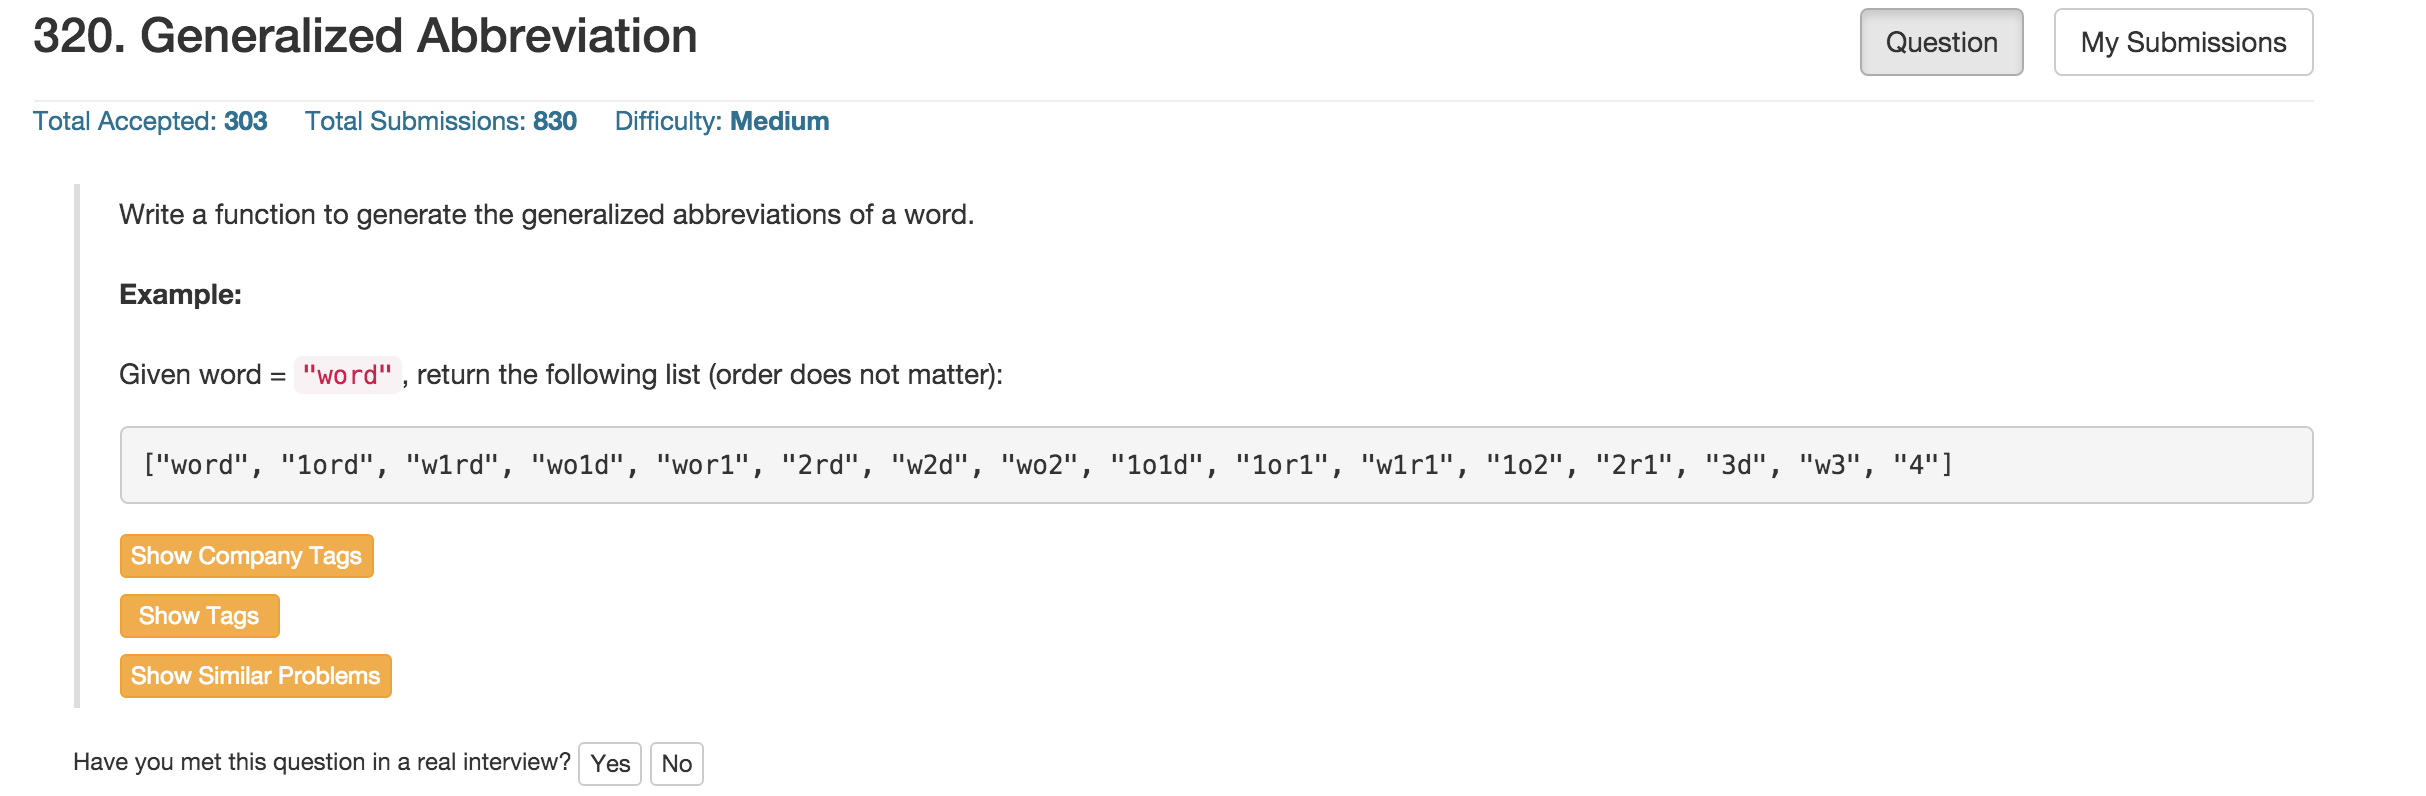 320. Generalized Abbreviation
Question
My Submissions
Total Accepted: 303 Total Submissions: 830 Difficulty: Medium
Write a function to generate the generalized abbreviations of a word.
Example:
Given word = "word", return the following list (order does not matter):
["word", "1ord", "w1rd", "wo1d", "wor1", "2rd", "w2d", "wo2", "1o1d", "1or1", "w1r1", "1o2", "2r1", "3d", "w3", "4"]
Show Company Tags
Show Tags
Show Similar Problems
Have you met this question in a real interview? Yes No